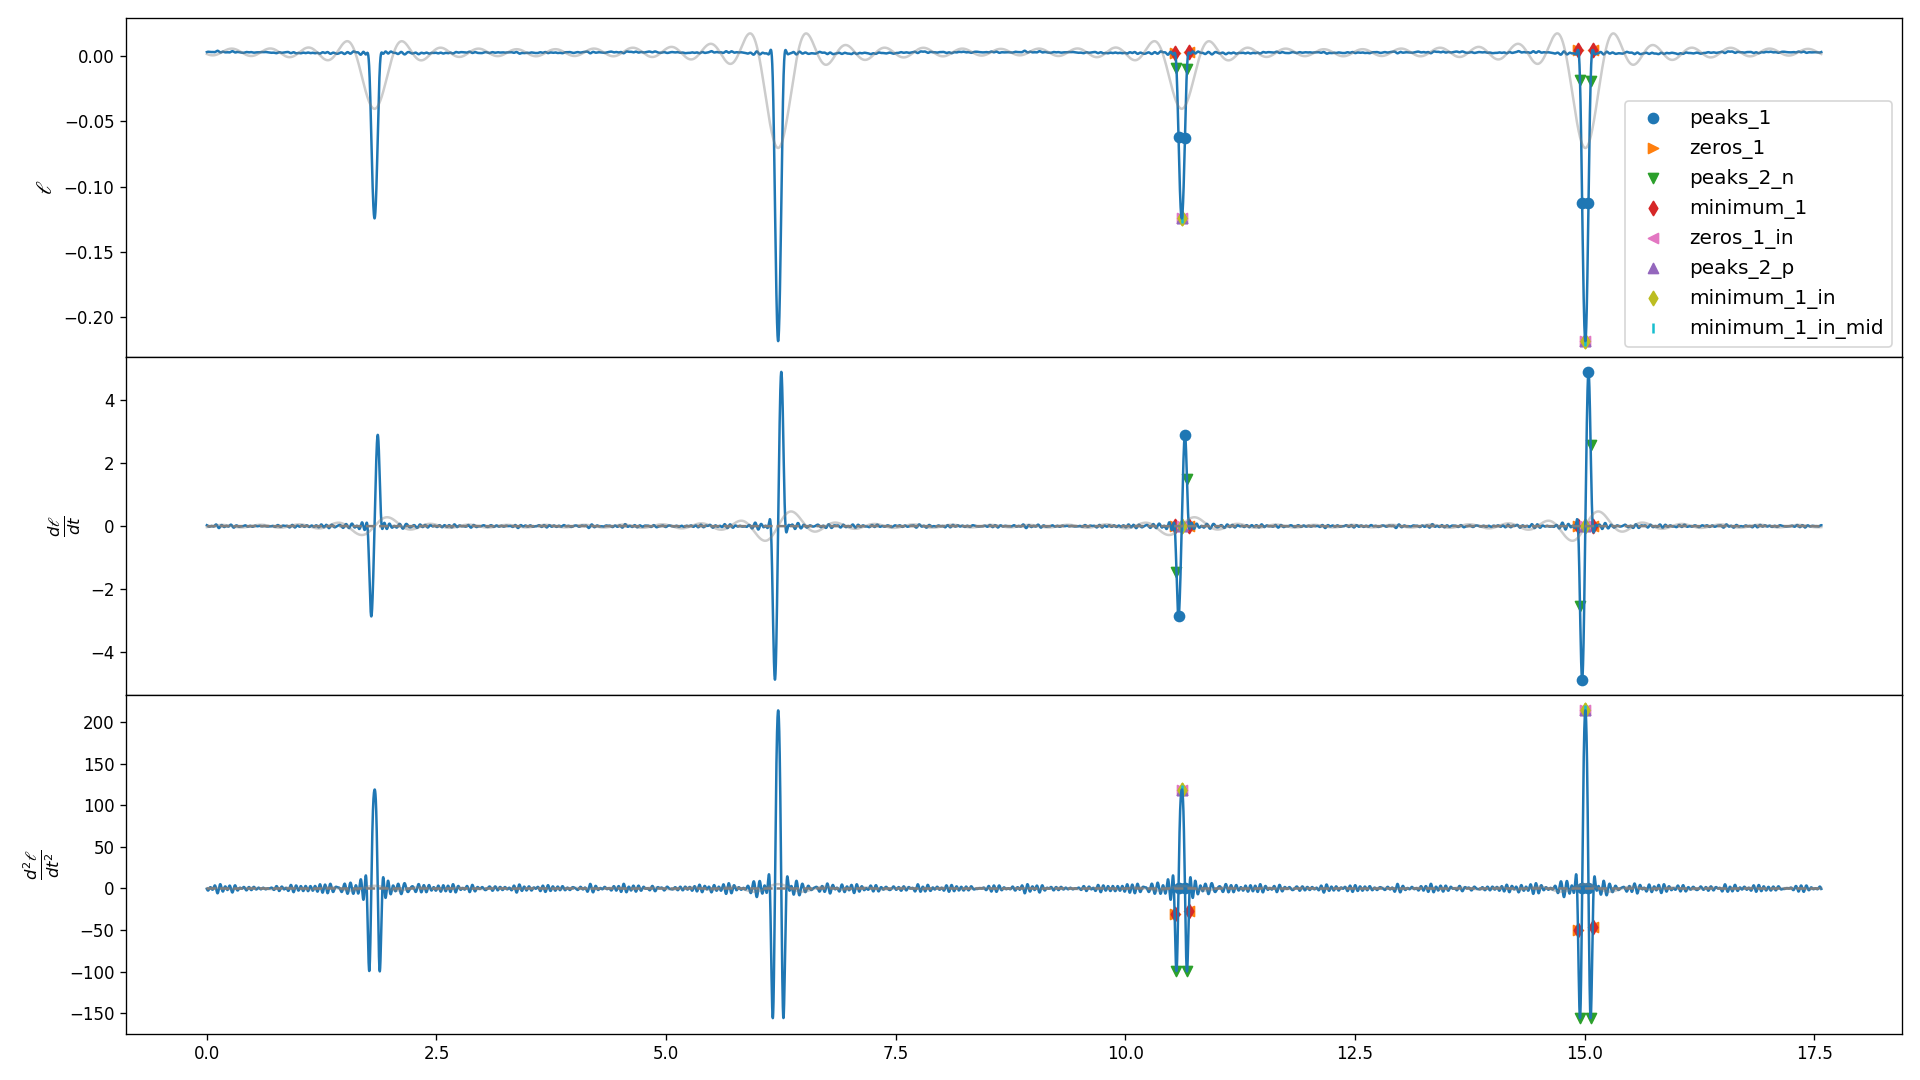 0.00
−0.05
−0.10
−0.15
−0.20
ℓ
peaks_1
zeros_1
peaks_2_n
minimum_1
zeros_1_in
peaks_2_p
minimum_1_in
minimum_1_in_mid
4
2
0
−2
−4
dℓ
dt
200
150
100
50
0
−50
−100
−150
d²ℓ
dt²
0.0 2.5 5.0 7.5 10.0 12.5 15.0 17.5